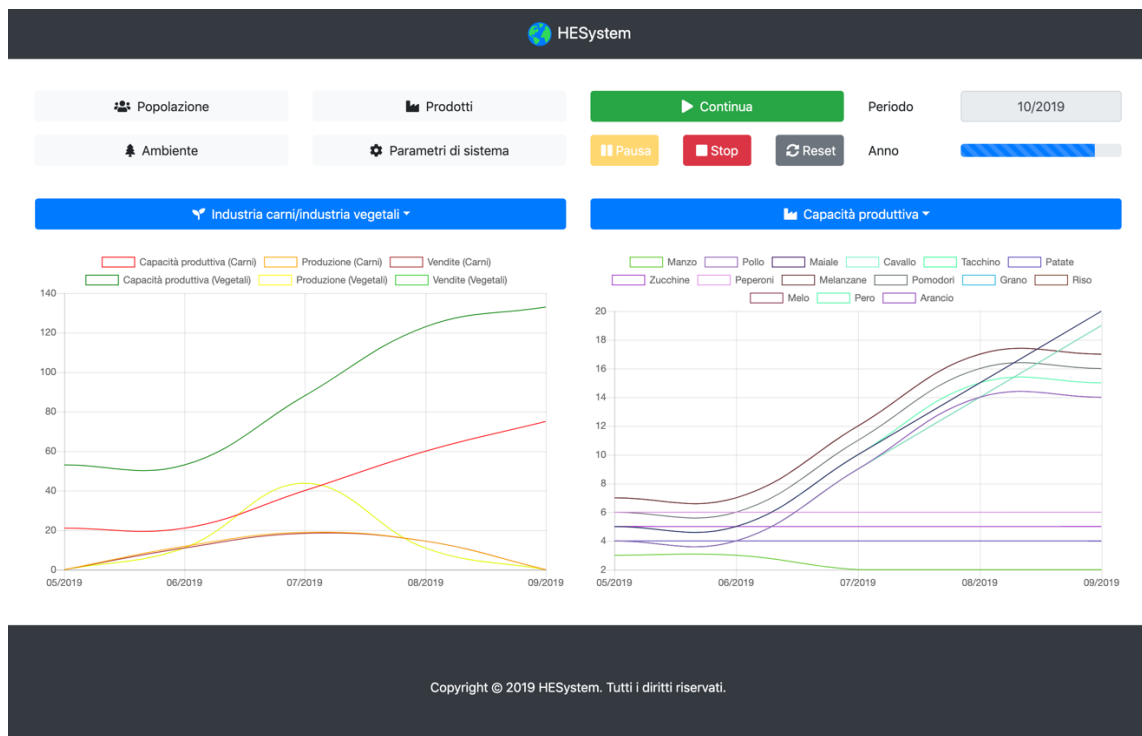 HESystem
Popolazione Prodotti Continua Periodo 10/2019
Ambiente Parametri di sistema Pausa Stop Reset Anno
Industria carni/industria vegetali
Capacità produttiva (Carni) Produzione (Carni) Vendite (Carni)
Capacità produttiva (Vegetali) Produzione (Vegetali) Vendite (Vegetali)
140
120
100
80
60
40
20
0
05/2019 06/2019 07/2019 08/2019 09/2019
Capacità produttiva
Manzo Pollo Maiale Cavallo Tacchino Patate
Zucchine Peperoni Melanzane Pomodori Grano Riso
Melo Pero Arancio
20
18
16
14
12
10
8
6
4
2
05/2019 06/2019 07/2019 08/2019 09/2019
Copyright © 2019 HESystem. Tutti i diritti riservati.